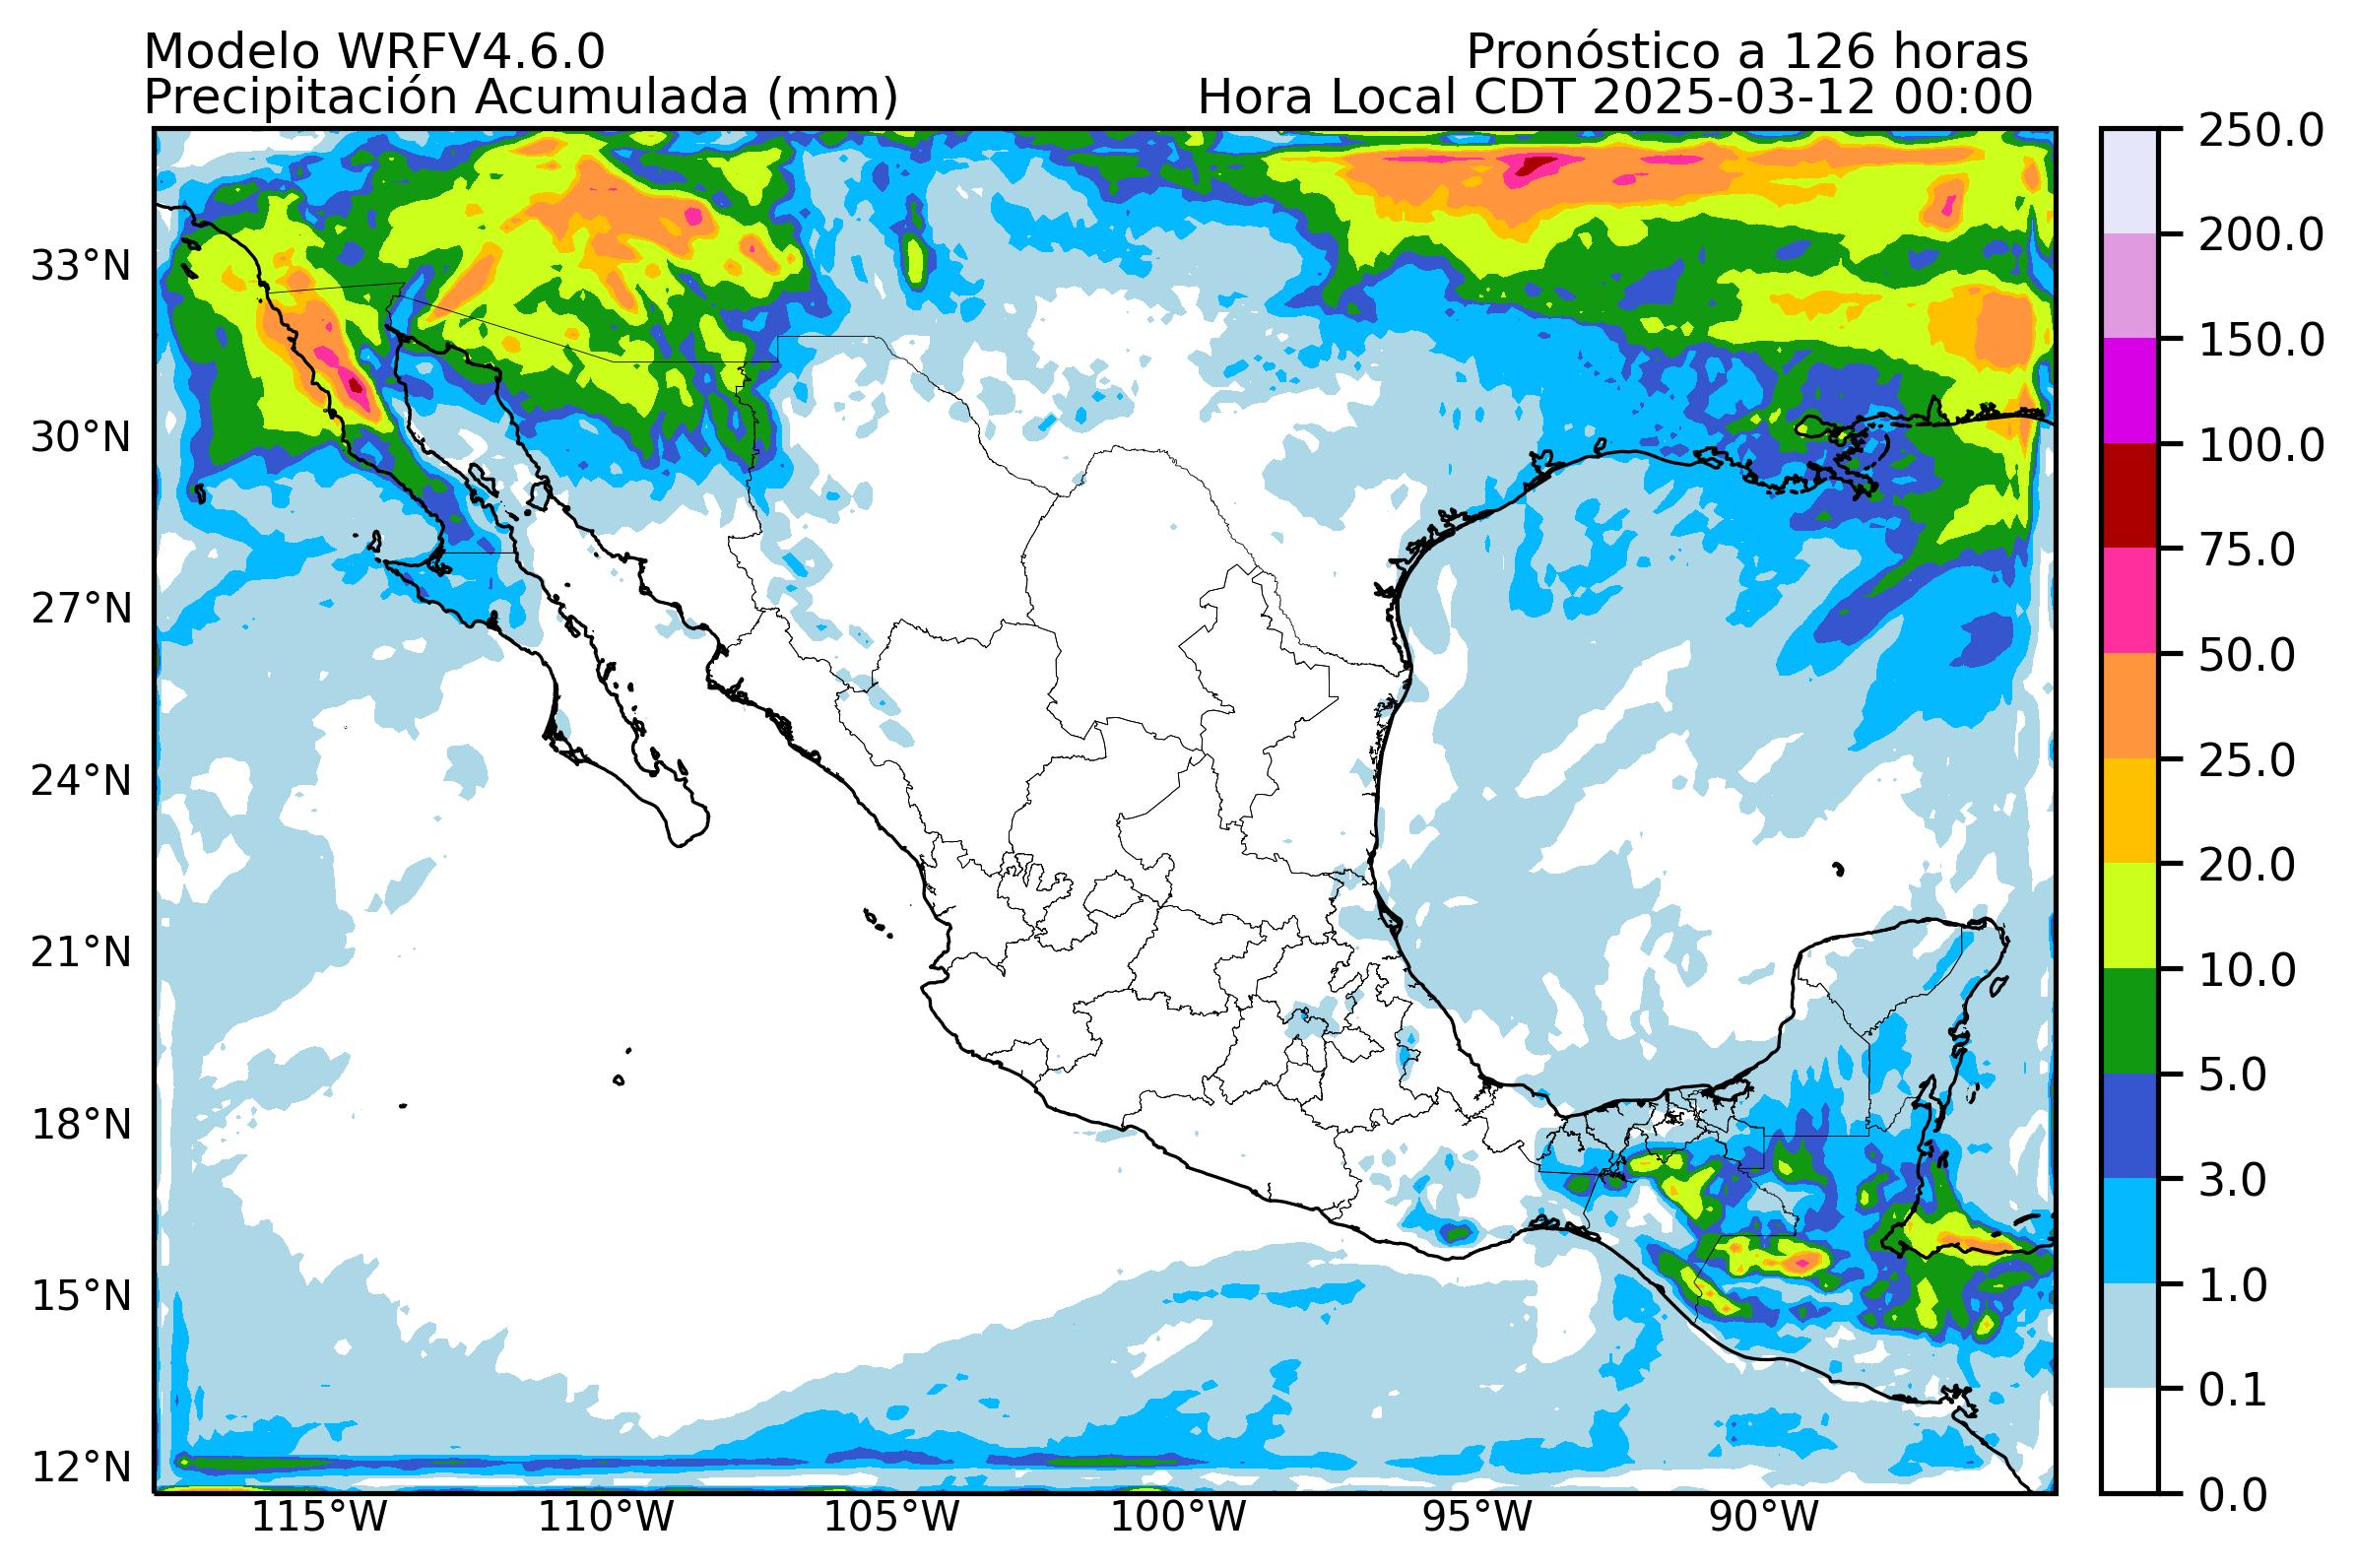 Modelo WRFV4.6.0
Pronóstico a 126 horas
Precipitación Acumulada (mm)
Hora Local CDT 2025-03-12 00:00
250.0
200.0
150.0
100.0
75.0
50.0
25.0
20.0
10.0
5.0
3.0
1.0
0.1
0.0
33°N
30°N
27°N
24°N
21°N
18°N
15°N
12°N
115°W
110°W
105°W
100°W
95°W
90°W